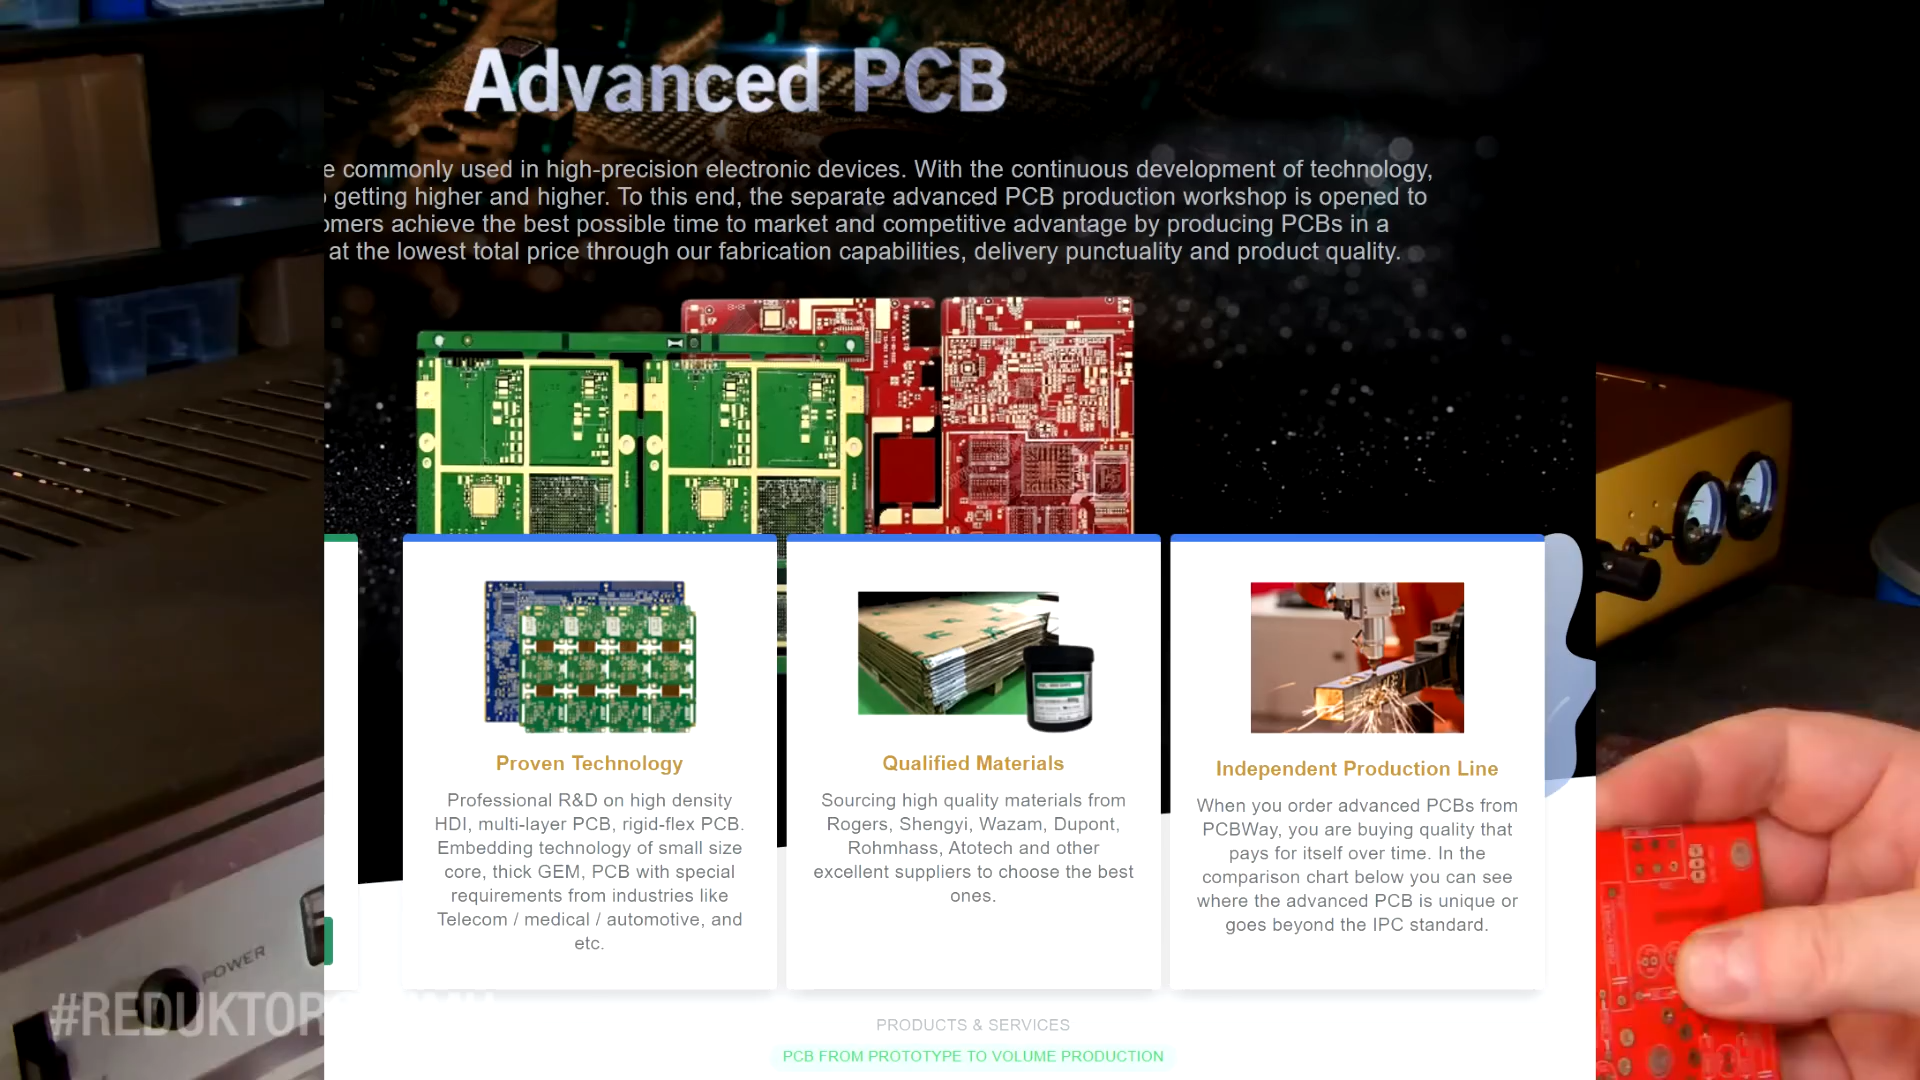 Advanced PCB
e commonly used in high-precision electronic devices. With the continuous development of technology,
getting higher and higher. To this end, the separate advanced PCB production workshop is opened to
omers achieve the best possible time to market and competitive advantage by producing PCBs in a
at the lowest total price through our fabrication capabilities, delivery punctuality and product quality.
Proven Technology
Professional R&D on high density
HDI, multi-layer PCB, rigid-flex PCB.
Embedding technology of small size
core, thick GEM, PCB with special
requirements from industries like
Telecom / medical / automotive, and
etc.
Qualified Materials
Sourcing high quality materials from
Rogers, Shengyi, Wazam, Dupont,
Rohmhass, Atotech and other
excellent suppliers to choose the best
ones.
Independent Production Line
When you order advanced PCBs from
PCBWay, you are buying quality that
pays for itself over time. In the
comparison chart below you can see
where the advanced PCB is unique or
goes beyond the IPC standard.
POWER
#REDUKTOR
PRODUCTS & SERVICES
PCB FROM PROTOTYPE TO VOLUME PRODUCTION